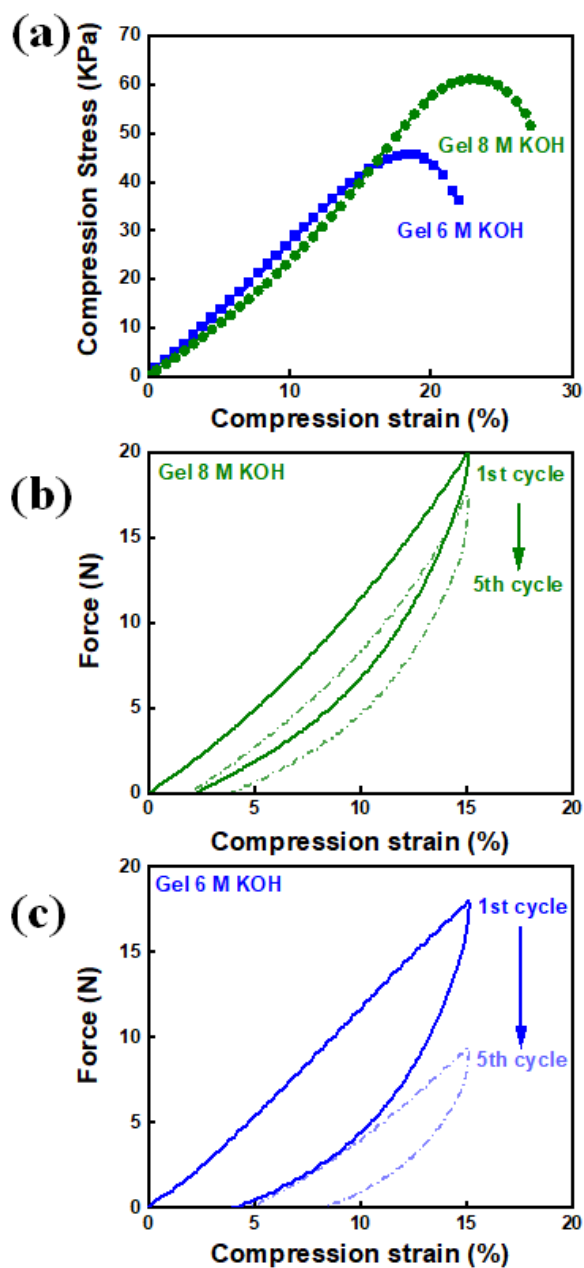 (a)
Compression Stress (KPa)
70
60
50
40
30
20
10
0
Gel 8 M KOH
Gel 6 M KOH
0 10 20 30
Compression strain (%)
(b)
Force (N)
20
15
10
5
0
Gel 8 M KOH
1st cycle
5th cycle
0 5 10 15 20
Compression strain (%)
(c)
Force (N)
20
15
10
5
0
Gel 6 M KOH
1st cycle
5th cycle
0 5 10 15 20
Compression strain (%)